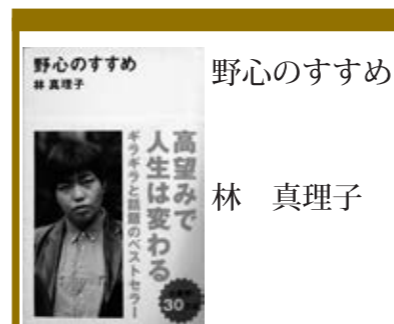 野心のすすめ
林 真理子
高望みで
人生は変わる
ギラギラと話題のベストセラー
30
野心のすすめ
林　真理子